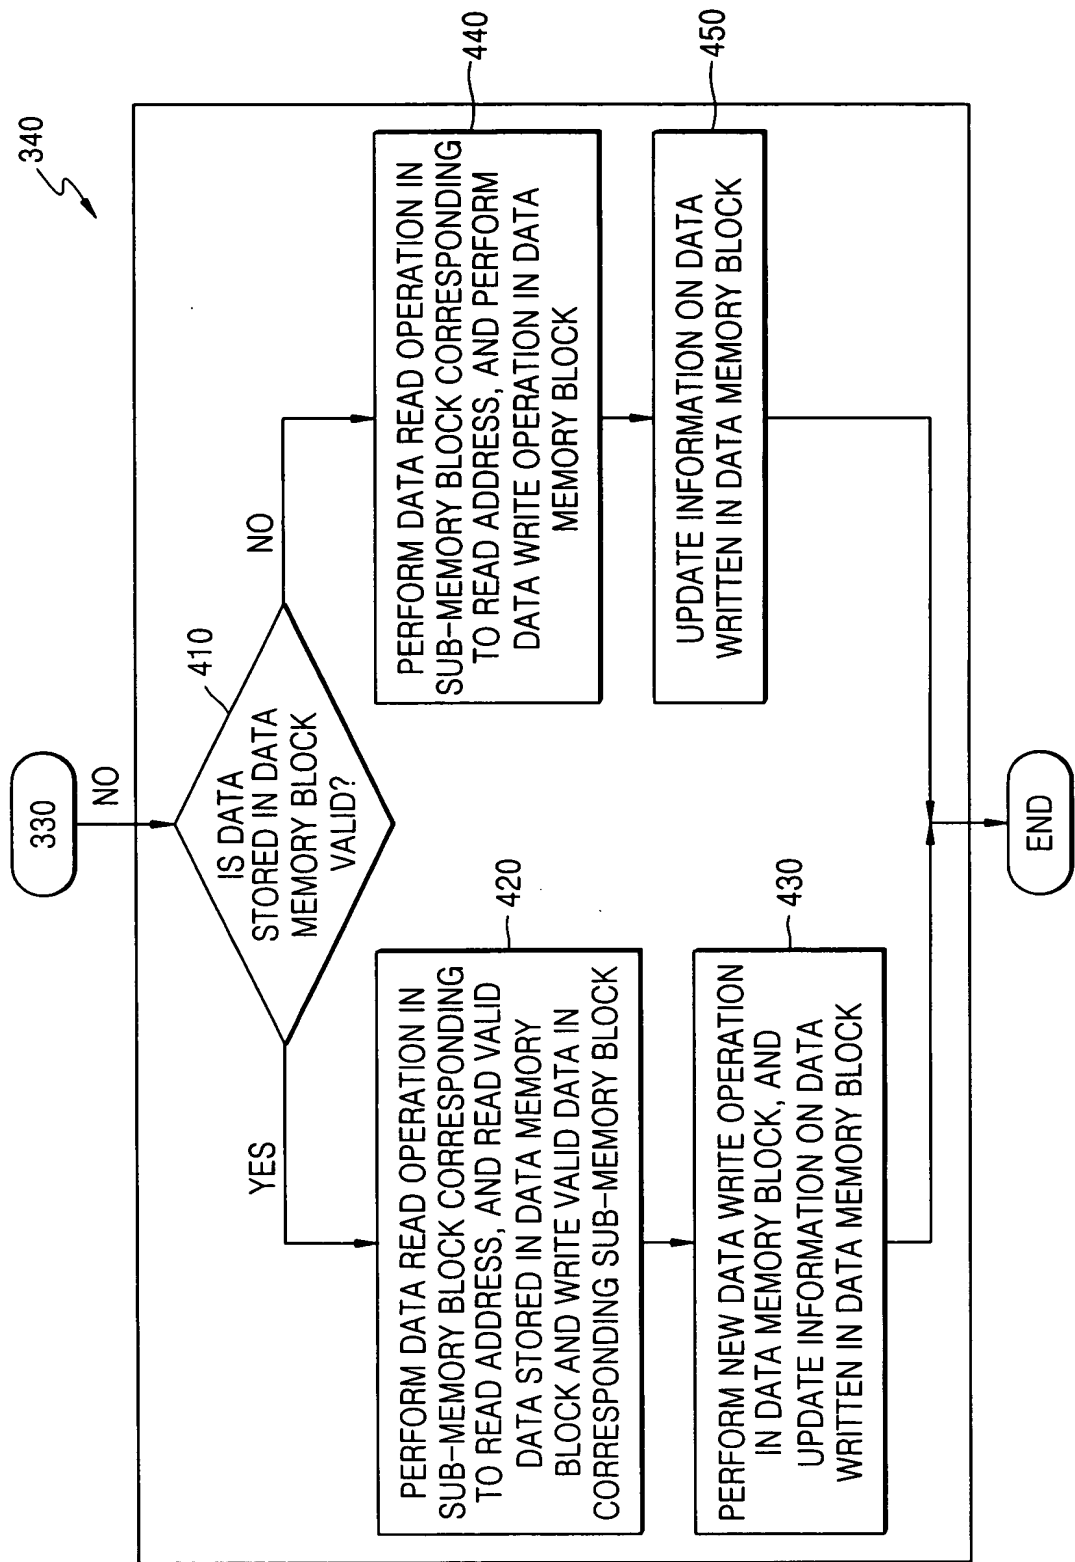 340
330
NO
410
IS DATA
STORED IN DATA
MEMORY BLOCK
VALID?
YES
NO
420
PERFORM DATA READ OPERATION IN
SUB-MEMORY BLOCK CORRESPONDING
TO READ ADDRESS, AND READ VALID
DATA STORED IN DATA MEMORY
BLOCK AND WRITE VALID DATA IN
CORRESPONDING SUB-MEMORY BLOCK
430
PERFORM NEW DATA WRITE OPERATION
IN DATA MEMORY BLOCK, AND
UPDATE INFORMATION ON DATA
WRITTEN IN DATA MEMORY BLOCK
440
PERFORM DATA READ OPERATION IN
SUB-MEMORY BLOCK CORRESPONDING
TO READ ADDRESS, AND PERFORM
DATA WRITE OPERATION IN DATA
MEMORY BLOCK
450
UPDATE INFORMATION ON DATA
WRITTEN IN DATA MEMORY BLOCK
END